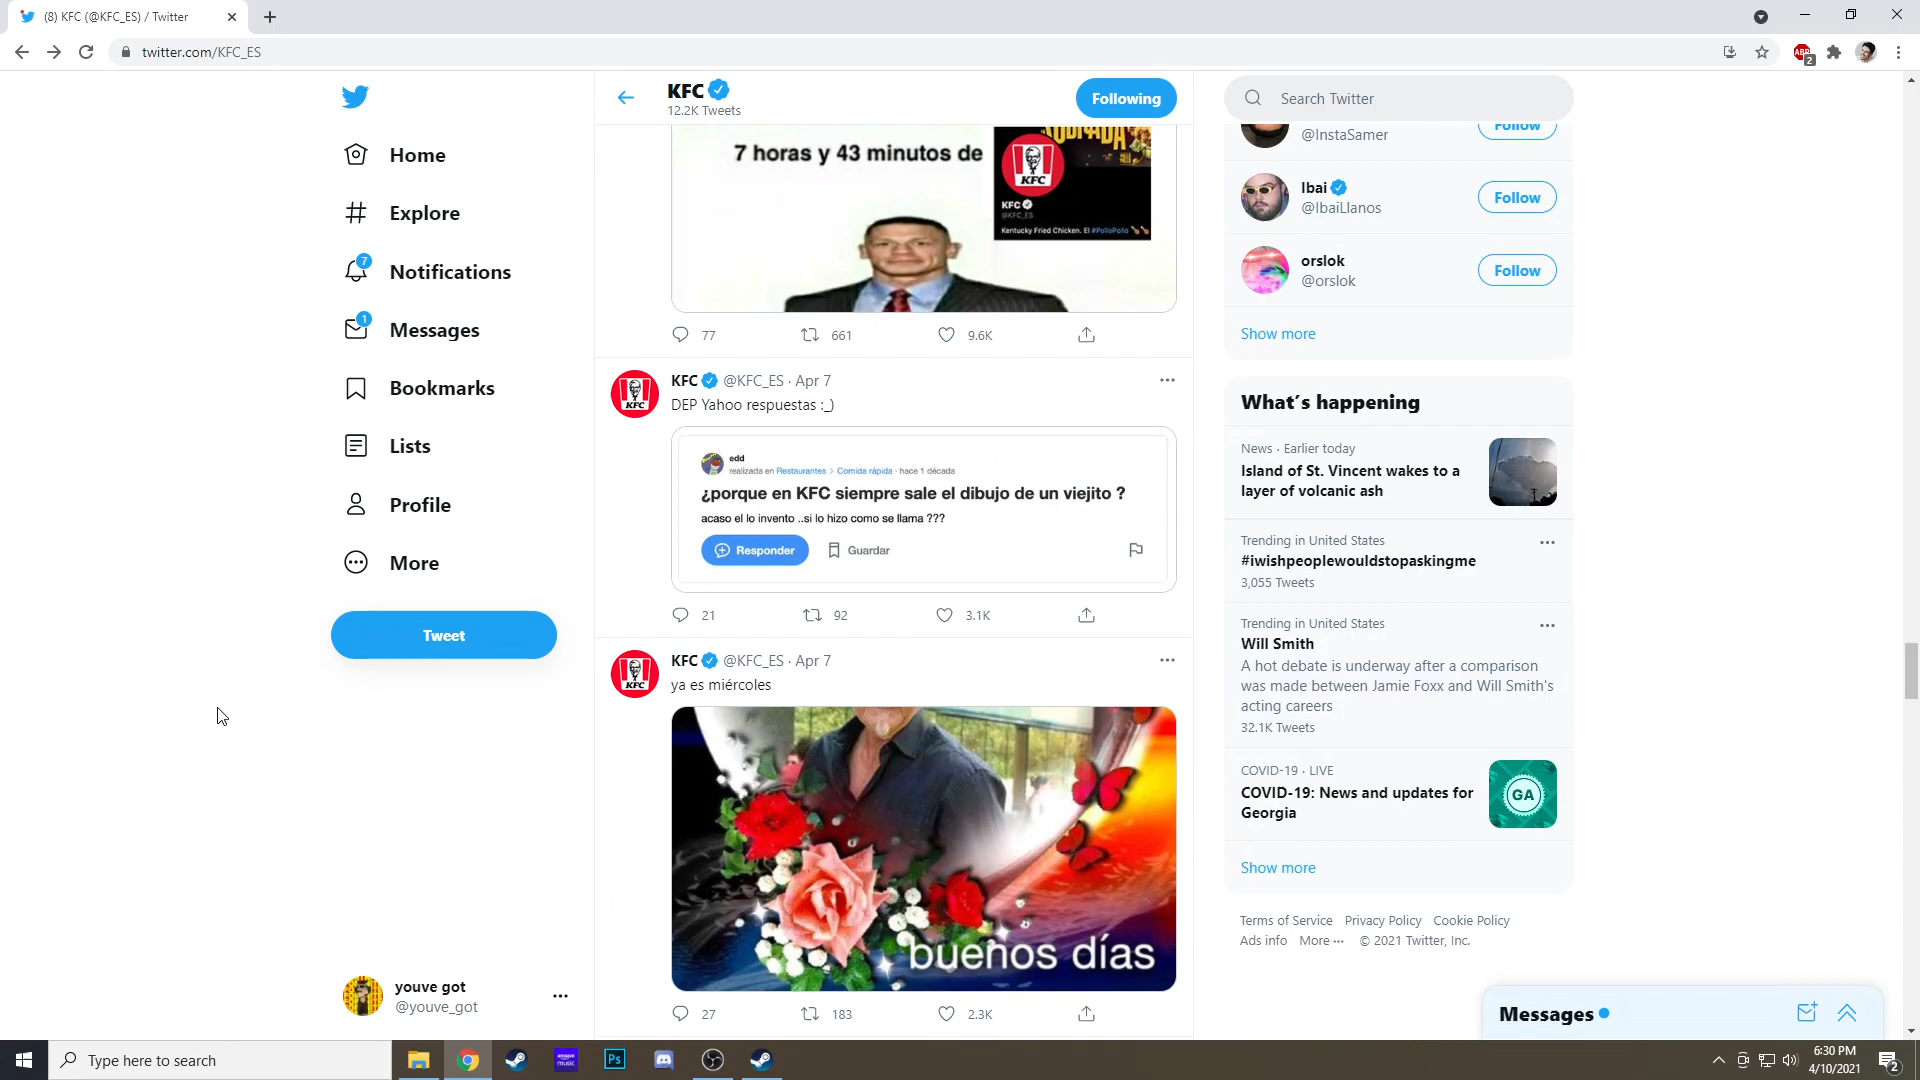 (8) KFC (@KFC_ES) / Twitter
twitter.com/KFC_ES
2
Home
Explore
7
Notifications
1
Messages
Bookmarks
Lists
Profile
More
Tweet
youve got
@youve_got
KFC
12.2K Tweets
Following
7 horas y 43 minutos de
KFC
KFC
@KFC_ES
Kentucky Fried Chicken. El #PolloPollo
77
661
9.6K
KFC @KFC_ES · Apr 7
DEP Yahoo respuestas :_)
edd
realizada en Restaurantes > Comida rápida · hace 1 década
¿porque en KFC siempre sale el dibujo de un viejito ?
acaso el lo invento ..si lo hizo como se llama ???
Responder
Guardar
21
92
3.1K
KFC @KFC_ES · Apr 7
ya es miércoles
buenos días
27
183
2.3K
Search Twitter
@InstaSamer
Follow
Ibai
@IbaiLlanos
Follow
orslok
@orslok
Follow
Show more
What's happening
News · Earlier today
Island of St. Vincent wakes to a
layer of volcanic ash
Trending in United States
#iwishpeoplewouldstopaskingme
3,055 Tweets
Trending in United States
Will Smith
A hot debate is underway after a comparison
was made between Jamie Foxx and Will Smith's
acting careers
32.1K Tweets
COVID-19 · LIVE
COVID-19: News and updates for
Georgia
GA
Show more
Terms of Service Privacy Policy Cookie Policy
Ads info More ··· © 2021 Twitter, Inc.
Messages
Type here to search
amazon music
Ps
6:30 PM
4/10/2021
2